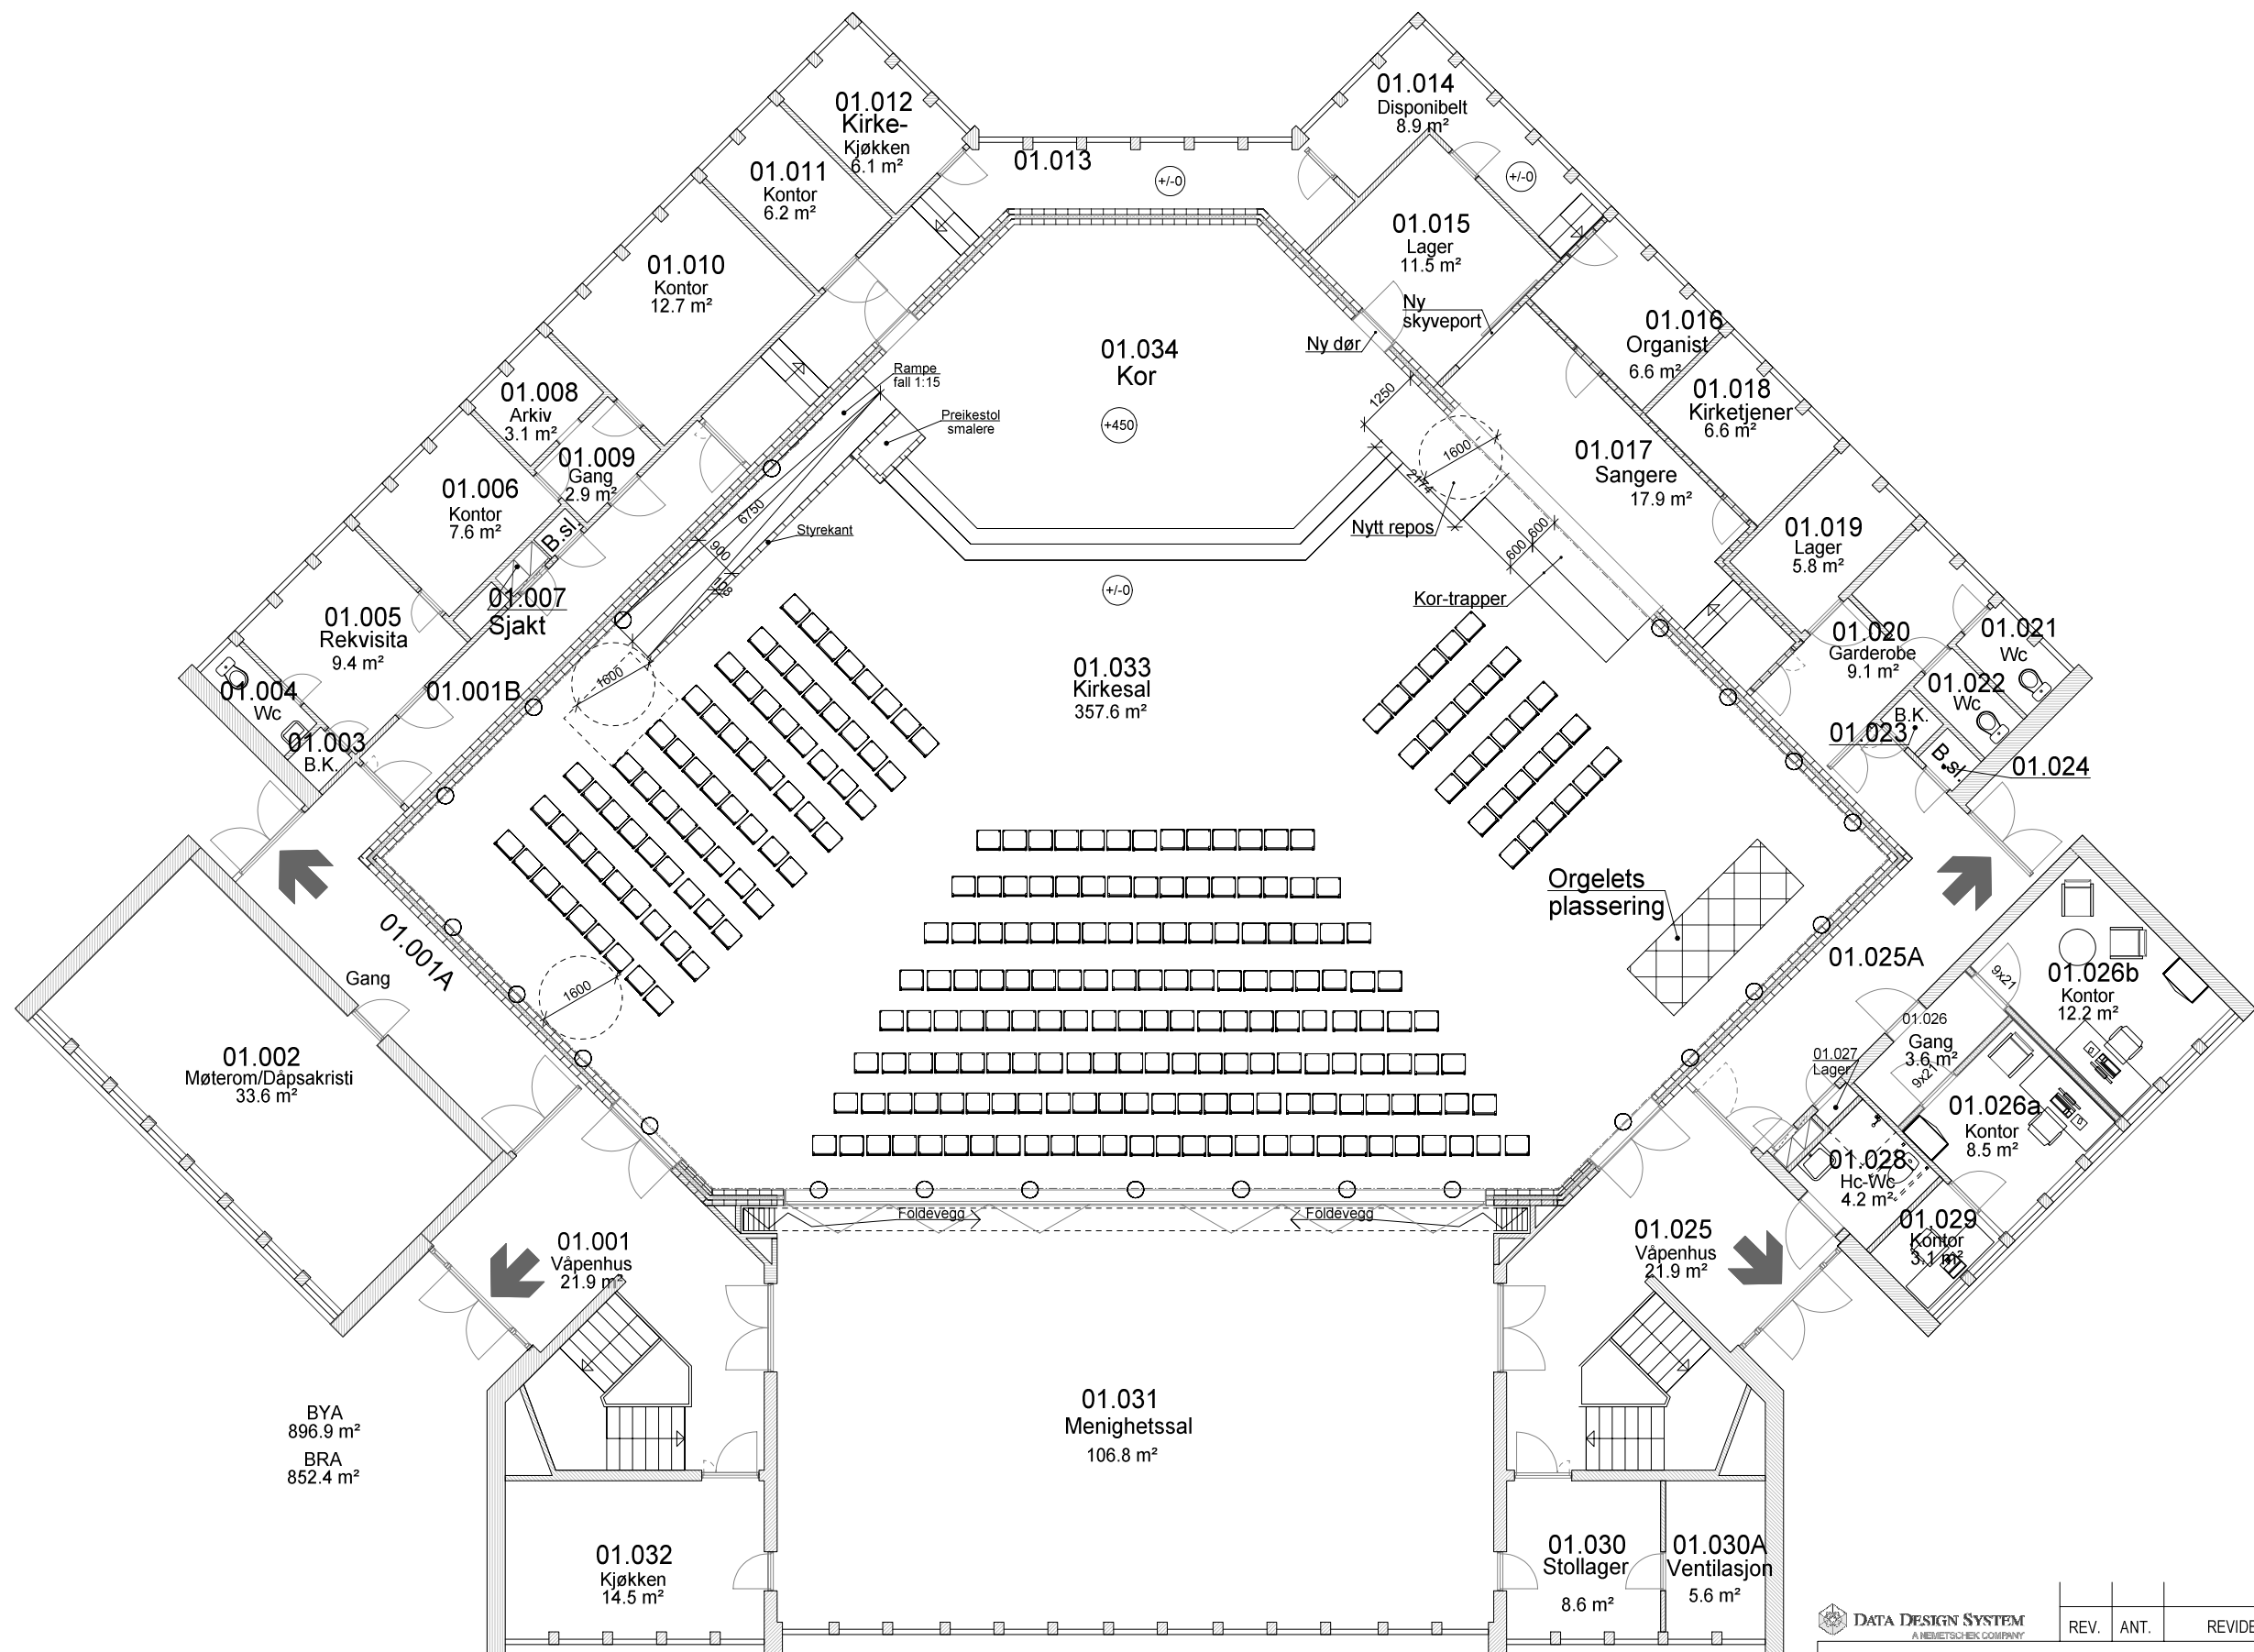 01.012
Kirke-
Kjøkken
6.1 m²
01.011
Kontor
6.2 m²
01.010
Kontor
12.7 m²
01.008
Arkiv
3.1 m²
01.009
Gang
2.9 m²
01.006
Kontor
7.6 m²
B.sl.
01.007
Sjakt
01.005
Rekvisita
9.4 m²
01.004
Wc
01.003
B.K.
01.001B
01.013
+/-0
01.014
Disponibelt
8.9 m²
+/-0
01.015
Lager
11.5 m²
Ny
skyveport
Ny dør
01.016
Organist
6.6 m²
01.018
Kirketjener
6.6 m²
01.017
Sangere
17.9 m²
01.019
Lager
5.8 m²
01.020
Garderobe
9.1 m²
01.021
Wc
01.022
Wc
B.K.
01.023
B.sl.
01.024
01.034
Kor
+450
Rampe
fall 1:15
Preikestol
smalere
6750
900
Styrekant
1250
1600
2174
Nytt repos
600
600
Kor-trapper
+/-0
01.033
Kirkesal
357.6 m²
1600
1600
Orgelets
plassering
01.001A
Gang
01.002
Møterom/Dåpsakristi
33.6 m²
01.025A
9x21
01.026b
Kontor
12.2 m²
01.026
Gang
3.6 m²
9x21
01.027
Lager
01.026a
Kontor
8.5 m²
01.028
Hc-Wc
4.2 m²
01.029
Kontor
3.1 m²
Foldevegg
Foldevegg
01.001
Våpenhus
21.9 m²
01.025
Våpenhus
21.9 m²
01.031
Menighetssal
106.8 m²
BYA
896.9 m²
BRA
852.4 m²
01.032
Kjøkken
14.5 m²
01.030
Stollager
8.6 m²
01.030A
Ventilasjon
5.6 m²
DATA DESIGN SYSTEM
A NEMETSCHEK COMPANY
REV.
ANT.
REVIDE